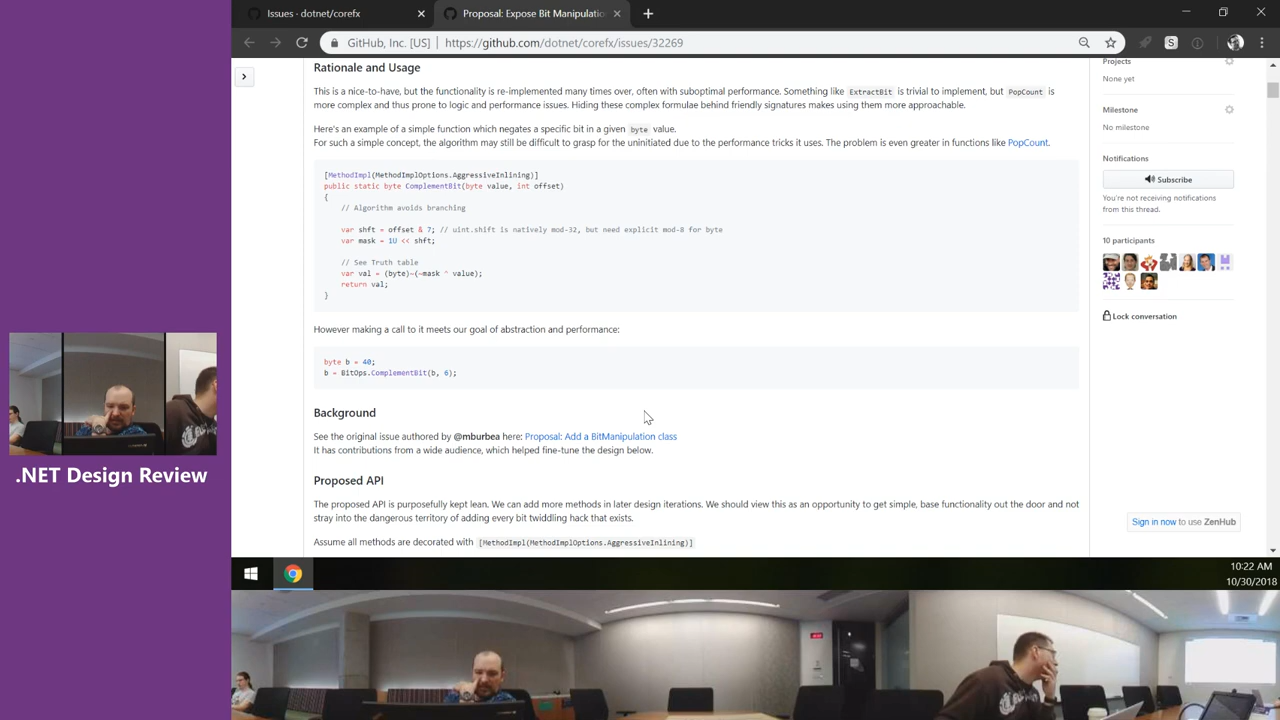 Issues · dotnet/corefx
Proposal: Expose Bit Manipulatio
GitHub, Inc. [US] | https://github.com/dotnet/corefx/issues/32269
Rationale and Usage
This is a nice-to-have, but the functionality is re-implemented many times over, often with suboptimal performance. Something like ExtractBit is trivial to implement, but PopCount is
more complex and thus prone to logic and performance issues. Hiding these complex formulae behind friendly signatures makes using them more approachable.
Here's an example of a simple function which negates a specific bit in a given byte value.
For such a simple concept, the algorithm may still be difficult to grasp for the uninitiated due to the performance tricks it uses. The problem is even greater in functions like PopCount.
[MethodImpl(MethodImplOptions.AggressiveInlining)]
public static byte ComplementBit(byte value, int offset)
{
// Algorithm avoids branching
var shft = offset & 7; // uint.shift is natively mod-32, but need explicit mod-8 for byte
var mask = 1U << shft;
// See Truth table
var val = (byte)~(~mask ^ value);
return val;
}
However making a call to it meets our goal of abstraction and performance:
byte b = 40;
b = BitOps.ComplementBit(b, 6);
Background
See the original issue authored by @mburbea here: Proposal: Add a BitManipulation class
It has contributions from a wide audience, which helped fine-tune the design below.
Proposed API
The proposed API is purposefully kept lean. We can add more methods in later design iterations. We should view this as an opportunity to get simple, base functionality out the door and not
stray into the dangerous territory of adding every bit twiddling hack that exists.
Assume all methods are decorated with [MethodImpl(MethodImplOptions.AggressiveInlining)]
Projects
None yet
Milestone
No milestone
Notifications
Subscribe
You're not receiving notifications
from this thread.
10 participants
Lock conversation
Sign in now to use ZenHub
.NET Design Review
10:22 AM
10/30/2018